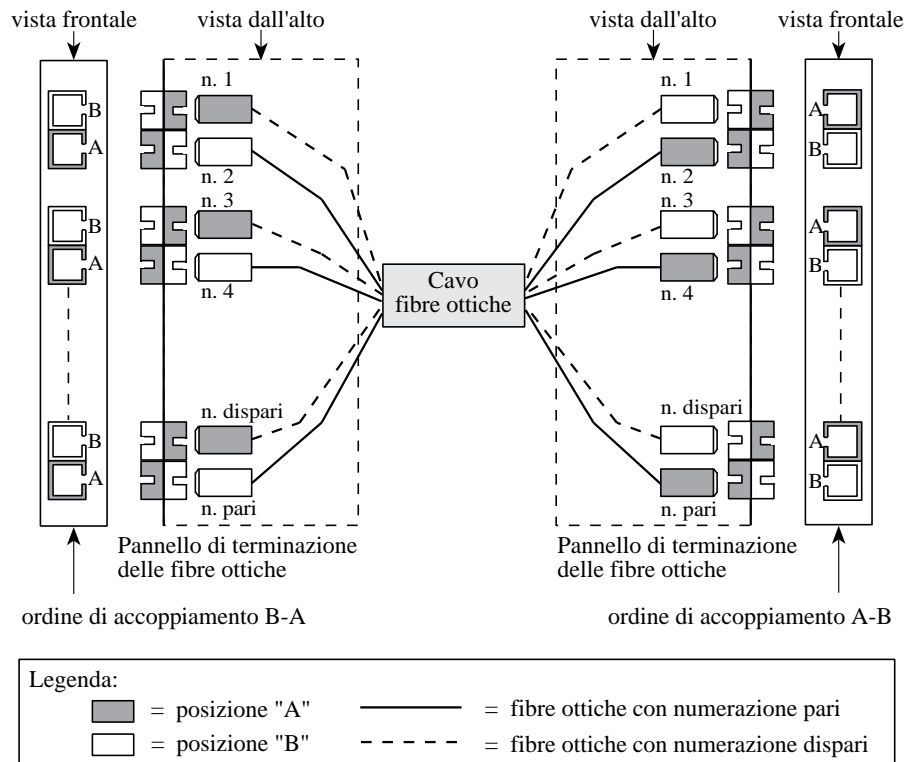 vista frontale
vista dall'alto
vista dall'alto
vista frontale
n. 1
n. 1
B
A
A
B
n. 2
n. 2
n. 3
n. 3
B
A
A
B
n. 4
n. 4
Cavo
fibre ottiche
n. dispari
n. dispari
B
A
A
B
n. pari
n. pari
Pannello di terminazione
delle fibre ottiche
Pannello di terminazione
delle fibre ottiche
ordine di accoppiamento B-A
ordine di accoppiamento A-B
Legenda:
= posizione "A"
= fibre ottiche con numerazione pari
= posizione "B"
= fibre ottiche con numerazione dispari